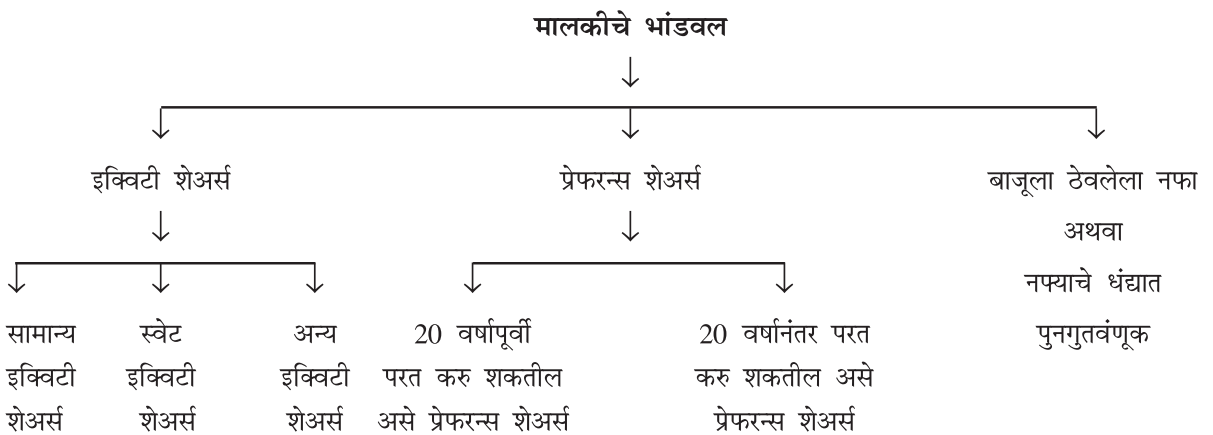 मालकीचे भांडवल
इक्विटी शेअर्स
प्रेफरन्स शेअर्स
बाजूला ठेवलेला नफा
अथवा
नफ्याचे धंद्यात
पुनगुतवंणूक
सामान्य
इक्विटी
शेअर्स
स्वेट
इक्विटी
शेअर्स
अन्य
इक्विटी
शेअर्स
20 वर्षापूर्वी
परत करु शकतील
असे प्रेफरन्स शेअर्स
20 वर्षानंतर परत
करु शकतील असे
प्रेफरन्स शेअर्स